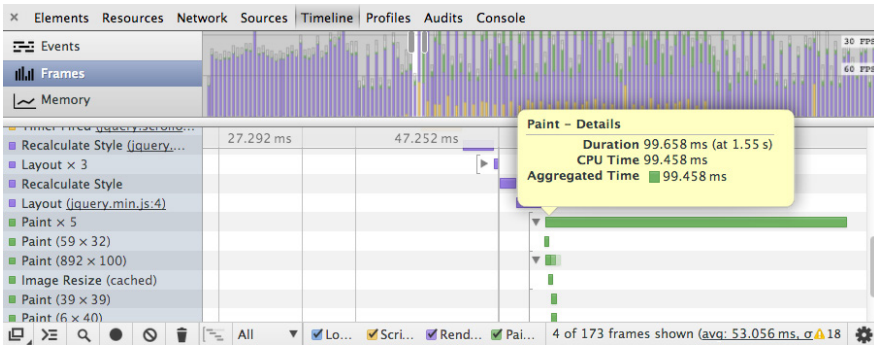 × Elements Resources Network Sources Timeline Profiles Audits Console
Events
30 FPS
Frames
60 FPS
Memory
Timer Fired (jquery.scrollo...
Recalculate Style (jquery,...
27.292 ms
47.252 ms
Layout × 3
Recalculate Style
Layout (jquery.min.js:4)
Paint – Details
Duration 99.658 ms (at 1.55 s)
CPU Time 99.458 ms
Aggregated Time 99.458 ms
Paint × 5
Paint (59 × 32)
Paint (892 × 100)
Image Resize (cached)
Paint (39 × 39)
Paint (6 × 40)
All
Lo...
Scri...
Rend...
Pai...
4 of 173 frames shown (avg: 53.056 ms, σ
18